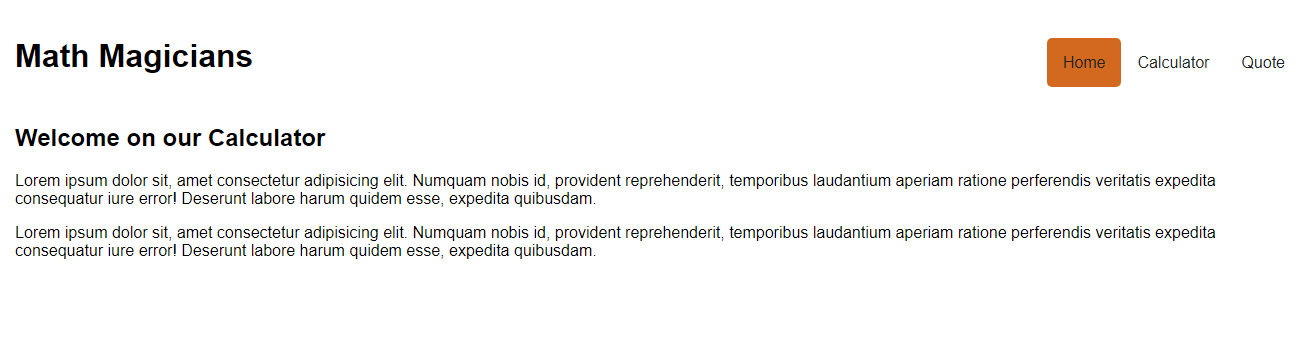 Math Magicians
Home Calculator Quote
Welcome on our Calculator
Lorem ipsum dolor sit, amet consectetur adipisicing elit. Numquam nobis id, provident reprehenderit, temporibus laudantium aperiam ratione perferendis veritatis expedita
consequatur iure error! Deserunt labore harum quidem esse, expedita quibusdam.
Lorem ipsum dolor sit, amet consectetur adipisicing elit. Numquam nobis id, provident reprehenderit, temporibus laudantium aperiam ratione perferendis veritatis expedita
consequatur iure error! Deserunt labore harum quidem esse, expedita quibusdam.